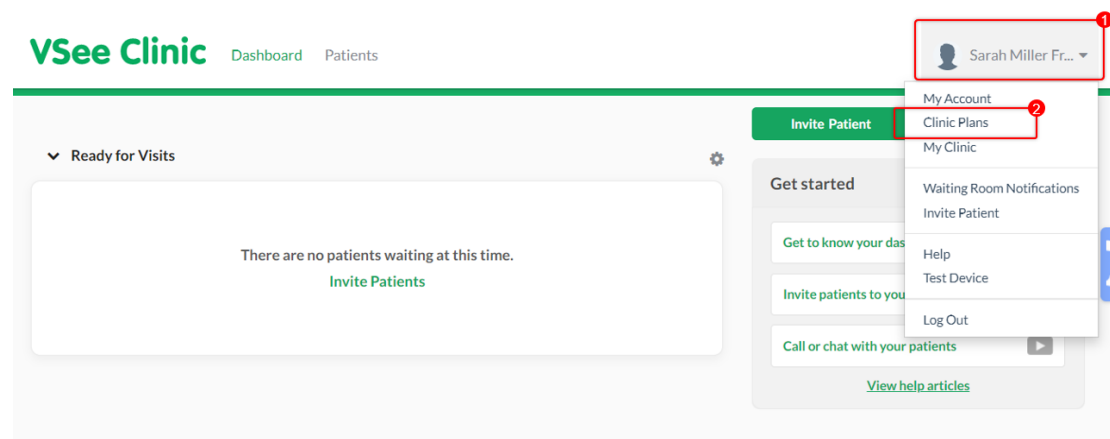 VSee Clinic Dashboard Patients
1
Sarah Miller Fr...
My Account
2
Clinic Plans
My Clinic
Waiting Room Notifications
Invite Patient
Help
Test Device
Log Out
Ready for Visits
There are no patients waiting at this time.
Invite Patients
Invite Patient
Get started
Get to know your das
Invite patients to you
Call or chat with your patients
View help articles